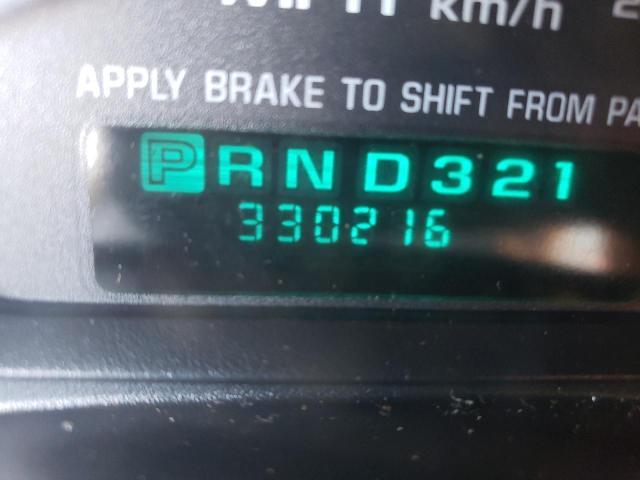 km/h
APPLY BRAKE TO SHIFT FROM PA
PRND321
330216